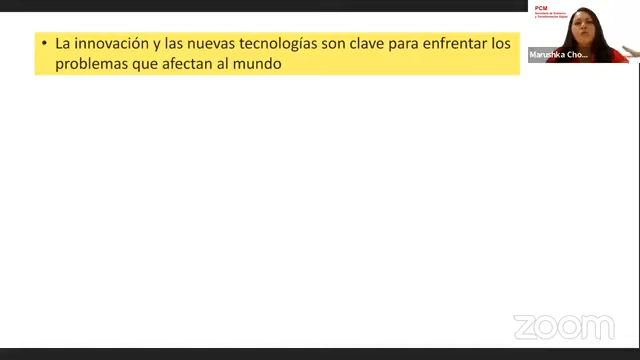 • La innovación y las nuevas tecnologías son clave para enfrentar los
problemas que afectan al mundo
PCM
Marushka Cho...
zoom